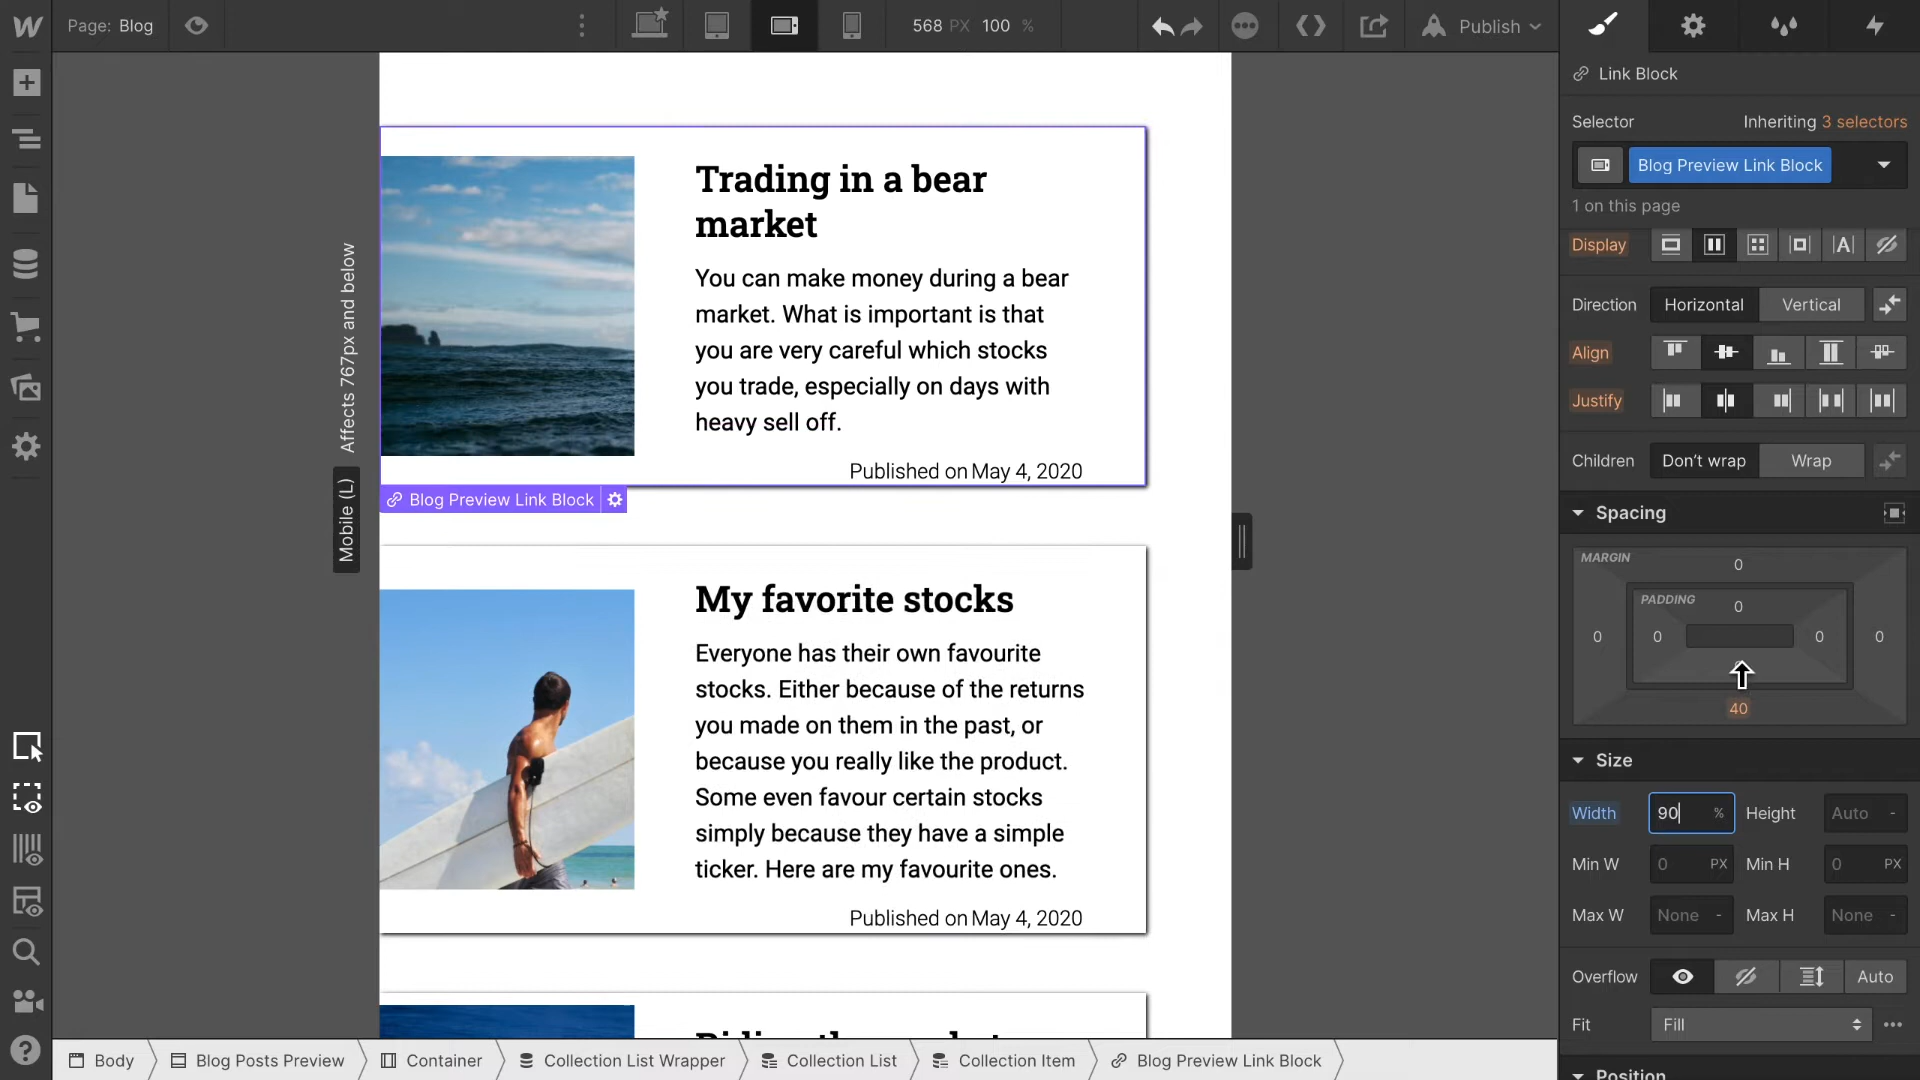 Page: Blog
568 PX 100 %
Publish
Link Block
Selector Inheriting 3 selectors
Blog Preview Link Block
1 on this page
Display
Direction Horizontal Vertical
Align
Justify
Children Don't wrap Wrap
Spacing
MARGIN
0
PADDING
0
0 0 0 0
40
Size
Width 90 % Height Auto -
Min W 0 PX Min H 0 PX
Max W None - Max H None -
Overflow Auto
Fit Fill
Position
Affects 767px and below
Mobile (L)
Trading in a bear
market
You can make money during a bear
market. What is important is that
you are very careful which stocks
you trade, especially on days with
heavy sell off.
Published on May 4, 2020
Blog Preview Link Block
My favorite stocks
Everyone has their own favourite
stocks. Either because of the returns
you made on them in the past, or
because you really like the product.
Some even favour certain stocks
simply because they have a simple
ticker. Here are my favourite ones.
Published on May 4, 2020
Body Blog Posts Preview Container Collection List Wrapper Collection List Collection Item Blog Preview Link Block